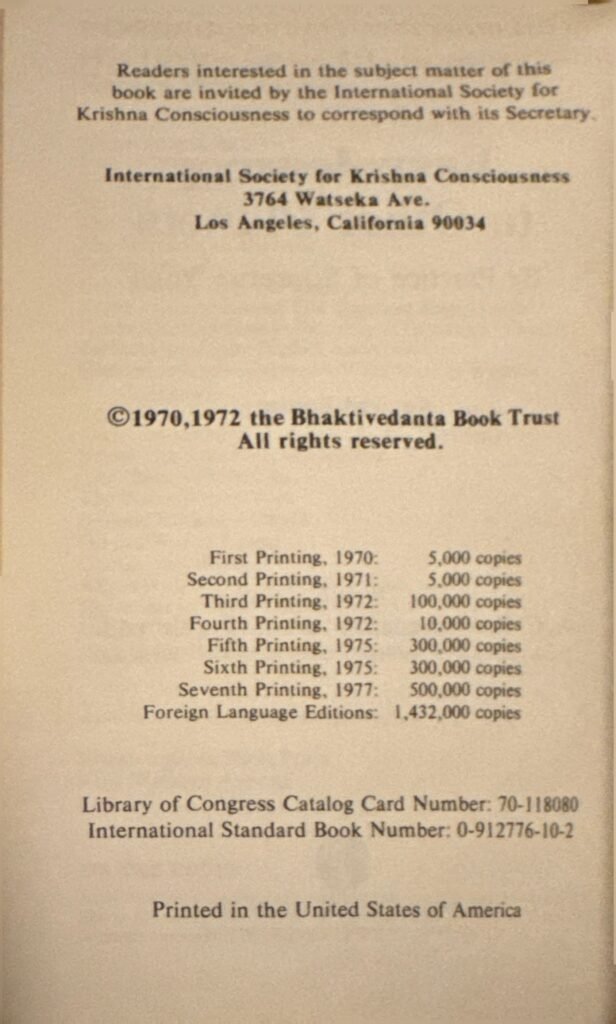 Readers interested in the subject matter of this
book are invited by the International Society for
Krishna Consciousness to correspond with its Secretary.
International Society for Krishna Consciousness
3764 Watseka Ave.
Los Angeles, California 90034
©1970,1972 the Bhaktivedanta Book Trust
All rights reserved.
First Printing, 1970: 5,000 copies
Second Printing, 1971: 5,000 copies
Third Printing, 1972: 100,000 copies
Fourth Printing, 1972: 10,000 copies
Fifth Printing, 1975: 300,000 copies
Sixth Printing, 1975: 300,000 copies
Seventh Printing, 1977: 500,000 copies
Foreign Language Editions: 1,432,000 copies
Library of Congress Catalog Card Number: 70-118080
International Standard Book Number: 0-912776-10-2
Printed in the United States of America